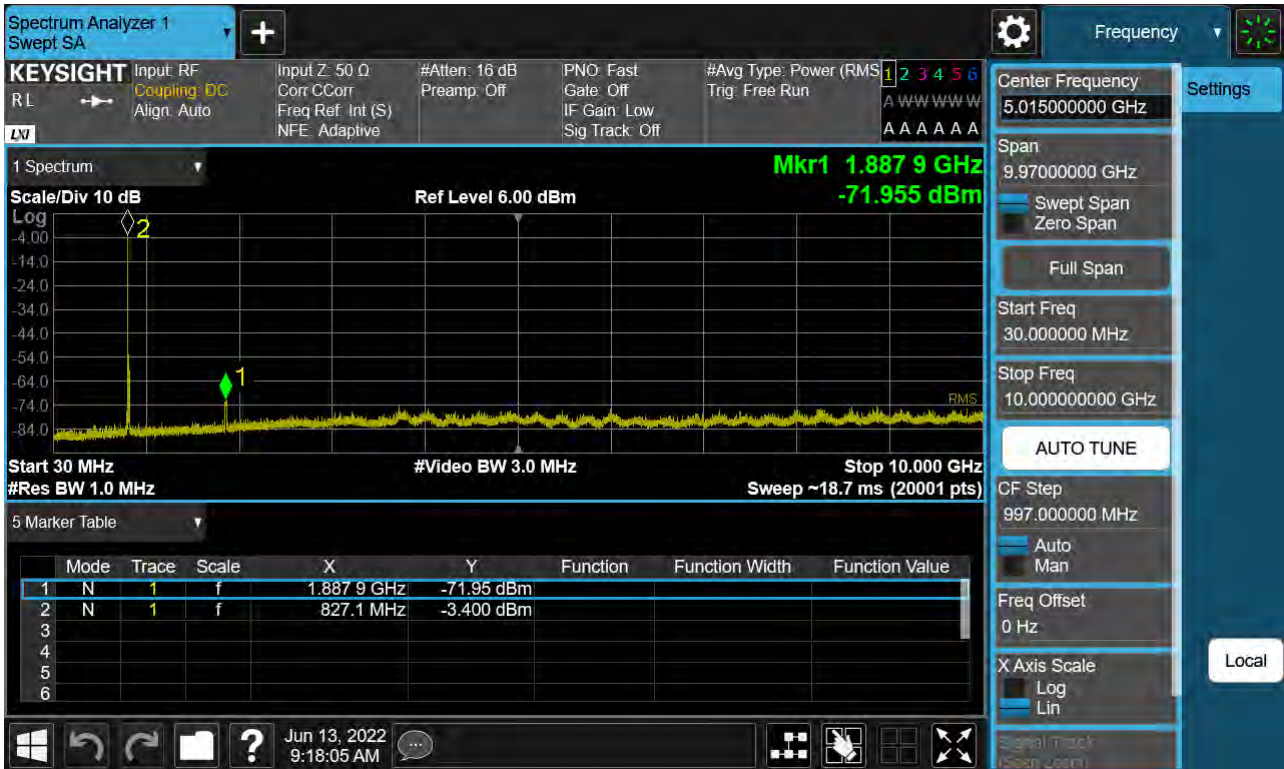 Spectrum Analyzer 1
Swept SA
+
Frequency
KEYSIGHT
RL
LXI
Input: RF
Coupling: DC
Align: Auto
Input Z: 50 Ω
Corr CCorr
Freq Ref: Int (S)
NFE: Adaptive
#Atten: 16 dB
Preamp: Off
PNO: Fast
Gate: Off
IF Gain: Low
Sig Track: Off
#Avg Type: Power (RMS
Trig: Free Run
1 2 3 4 5 6
A W W W W W
A A A A A A
1 Spectrum
Mkr1 1.887 9 GHz
-71.955 dBm
Scale/Div 10 dB
Ref Level 6.00 dBm
Log
-4.00
-14.0
-24.0
-34.0
-44.0
-54.0
-64.0
-74.0
-84.0
2
1
RMS
Start 30 MHz
#Video BW 3.0 MHz
Stop 10.000 GHz
#Res BW 1.0 MHz
Sweep ~18.7 ms (20001 pts)
5 Marker Table
Mode Trace Scale X Y Function Function Width Function Value
1 N 1 f 1.887 9 GHz -71.95 dBm
2 N 1 f 827.1 MHz -3.400 dBm
3
4
5
6
Jun 13, 2022
9:18:05 AM
?
Center Frequency
5.015000000 GHz
Settings
Span
9.97000000 GHz
Swept Span
Zero Span
Full Span
Start Freq
30.000000 MHz
Stop Freq
10.000000000 GHz
AUTO TUNE
CF Step
997.000000 MHz
Auto
Man
Freq Offset
0 Hz
X Axis Scale
Log
Lin
Local
Signal Track
(Span Zoom)